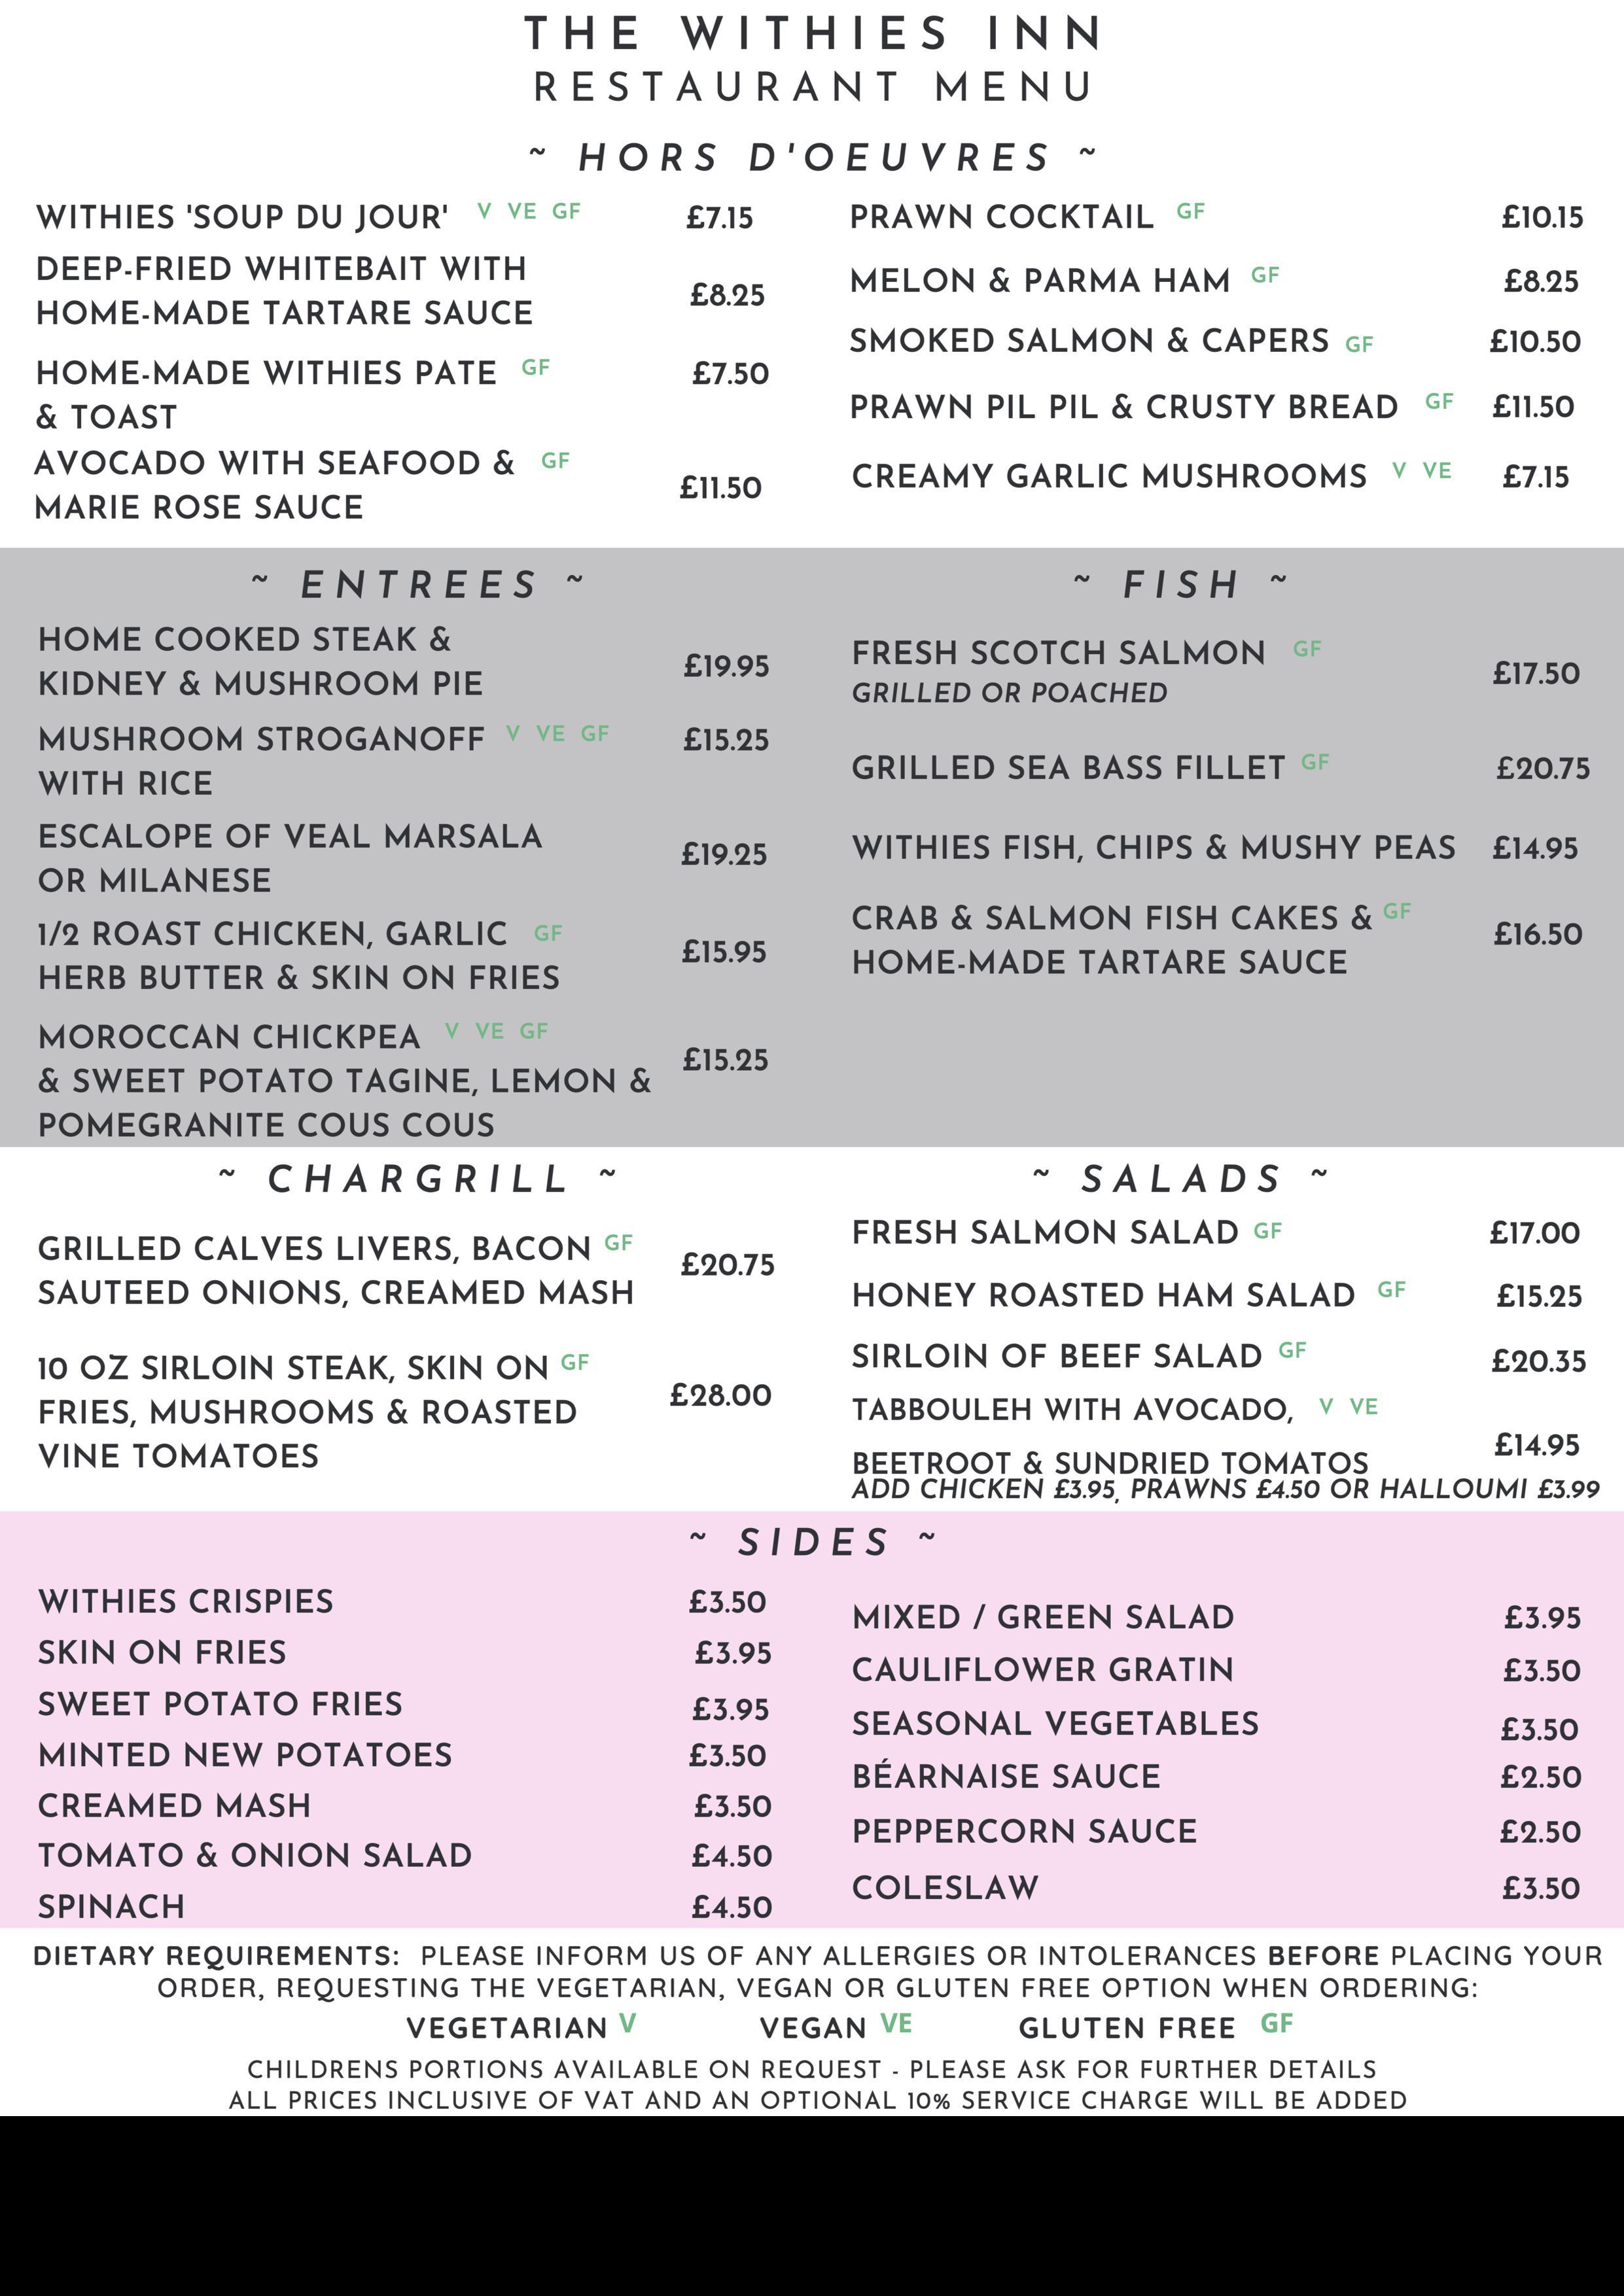 THE WITHIES INN
RESTAURANT MENU
~ HORS D'OEUVRES ~
WITHIES 'SOUP DU JOUR' V VE GF £7.15
DEEP-FRIED WHITEBAIT WITH
HOME-MADE TARTARE SAUCE £8.25
HOME-MADE WITHIES PATE GF £7.50
& TOAST
AVOCADO WITH SEAFOOD & GF
MARIE ROSE SAUCE £11.50
PRAWN COCKTAIL GF £10.15
MELON & PARMA HAM GF £8.25
SMOKED SALMON & CAPERS GF £10.50
PRAWN PIL PIL & CRUSTY BREAD GF £11.50
CREAMY GARLIC MUSHROOMS V VE £7.15
~ ENTREES ~
HOME COOKED STEAK &
KIDNEY & MUSHROOM PIE £19.95
MUSHROOM STROGANOFF V VE GF £15.25
WITH RICE
ESCALOPE OF VEAL MARSALA
OR MILANESE £19.25
1/2 ROAST CHICKEN, GARLIC GF
HERB BUTTER & SKIN ON FRIES £15.95
MOROCCAN CHICKPEA V VE GF
& SWEET POTATO TAGINE, LEMON & £15.25
POMEGRANITE COUS COUS
~ FISH ~
FRESH SCOTCH SALMON GF
GRILLED OR POACHED £17.50
GRILLED SEA BASS FILLET GF £20.75
WITHIES FISH, CHIPS & MUSHY PEAS £14.95
CRAB & SALMON FISH CAKES & GF £16.50
HOME-MADE TARTARE SAUCE
~ CHARGRILL ~
GRILLED CALVES LIVERS, BACON GF £20.75
SAUTEED ONIONS, CREAMED MASH
10 OZ SIRLOIN STEAK, SKIN ON GF
FRIES, MUSHROOMS & ROASTED £28.00
VINE TOMATOES
~ SALADS ~
FRESH SALMON SALAD GF £17.00
HONEY ROASTED HAM SALAD GF £15.25
SIRLOIN OF BEEF SALAD GF £20.35
TABBOULEH WITH AVOCADO, V VE
BEETROOT & SUNDRIED TOMATOS £14.95
ADD CHICKEN £3.95, PRAWNS £4.50 OR HALLOUMI £3.99
~ SIDES ~
WITHIES CRISPIES £3.50
SKIN ON FRIES £3.95
SWEET POTATO FRIES £3.95
MINTED NEW POTATOES £3.50
CREAMED MASH £3.50
TOMATO & ONION SALAD £4.50
SPINACH £4.50
MIXED / GREEN SALAD £3.95
CAULIFLOWER GRATIN £3.50
SEASONAL VEGETABLES £3.50
BÉARNAISE SAUCE £2.50
PEPPERCORN SAUCE £2.50
COLESLAW £3.50
DIETARY REQUIREMENTS: PLEASE INFORM US OF ANY ALLERGIES OR INTOLERANCES BEFORE PLACING YOUR
ORDER, REQUESTING THE VEGETARIAN, VEGAN OR GLUTEN FREE OPTION WHEN ORDERING:
VEGETARIAN V VEGAN VE GLUTEN FREE GF
CHILDRENS PORTIONS AVAILABLE ON REQUEST - PLEASE ASK FOR FURTHER DETAILS
ALL PRICES INCLUSIVE OF VAT AND AN OPTIONAL 10% SERVICE CHARGE WILL BE ADDED